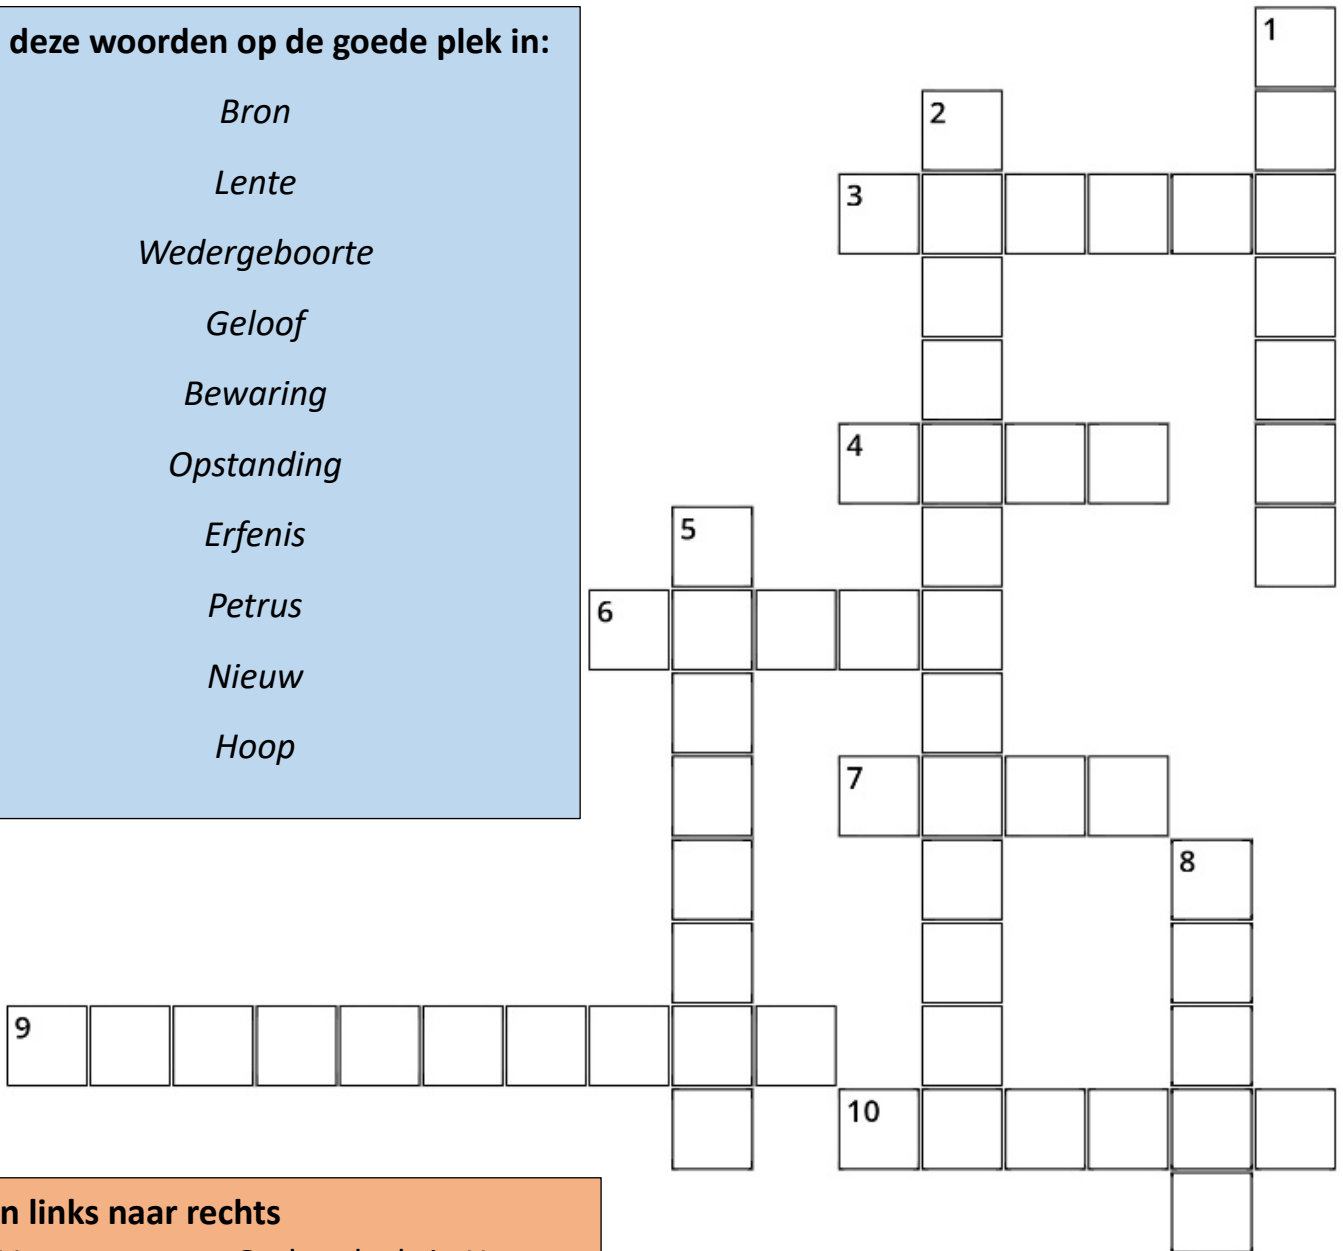 deze woorden op de goede plek in:
Bron
Lente
Wedergeboorte
Geloof
Bewaring
Opstanding
Erfenis
Petrus
Nieuw
Hoop
1
2
3
4
5
6
7
8
9
10
n links naar rechts